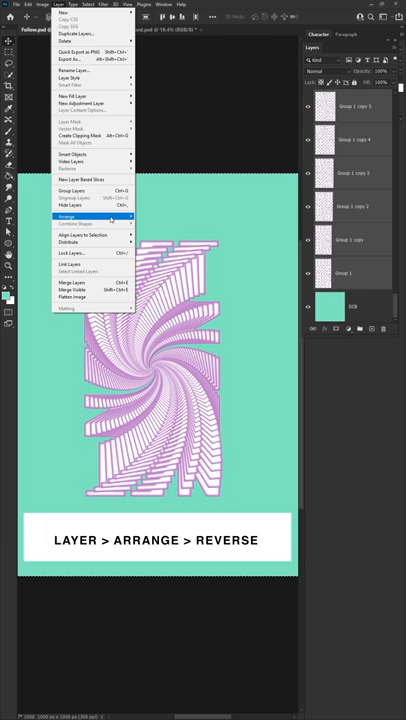 File Edit Image Layer Type Select Filter 3D View Plugins Window Help
Character Paragraph
Layers
Kind
Normal Opacity: 100%
Lock: Fill: 100%
New
Copy CSS
Copy SVG
Duplicate Layers...
Delete
Quick Export as PNG Shift+Ctrl+'
Export As... Alt+Shift+Ctrl+'
Rename Layer...
Layer Style
Smart Filter
New Fill Layer
New Adjustment Layer
Layer Content Options...
Layer Mask
Vector Mask
Create Clipping Mask Alt+Ctrl+G
Mask All Objects
Smart Objects
Video Layers
Rasterize
New Layer Based Slices
Group Layers Ctrl+G
Ungroup Layers Shift+Ctrl+G
Hide Layers Ctrl+,
Arrange
Combine Shapes
Align Layers to Selection
Distribute
Lock Layers... Ctrl+/
Link Layers
Select Linked Layers
Merge Layers Ctrl+E
Merge Visible Shift+Ctrl+E
Flatten Image
Matting
Group 1 copy 5
Group 1 copy 4
Group 1 copy 3
Group 1 copy 2
Group 1 copy
Group 1
LAYER > ARRANGE > REVERSE